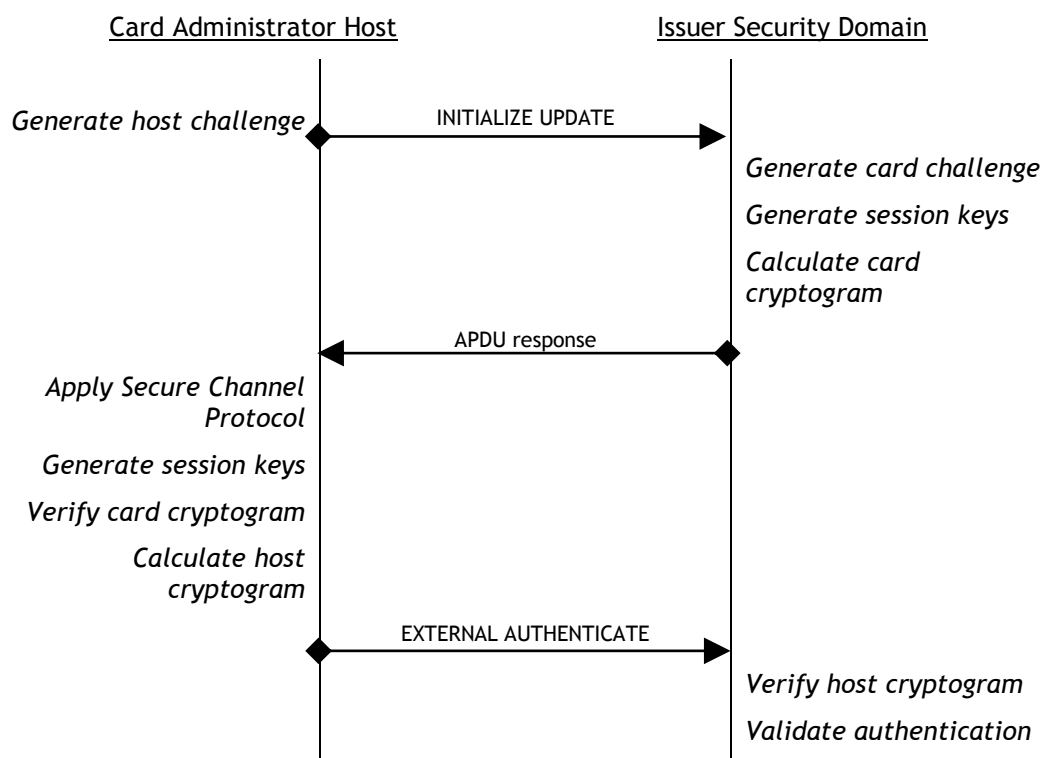 Card Administrator Host
Issuer Security Domain
Generate host challenge
INITIALIZE UPDATE
Generate card challenge
Generate session keys
Calculate card
cryptogram
APDU response
Apply Secure Channel
Protocol
Generate session keys
Verify card cryptogram
Calculate host
cryptogram
EXTERNAL AUTHENTICATE
Verify host cryptogram
Validate authentication